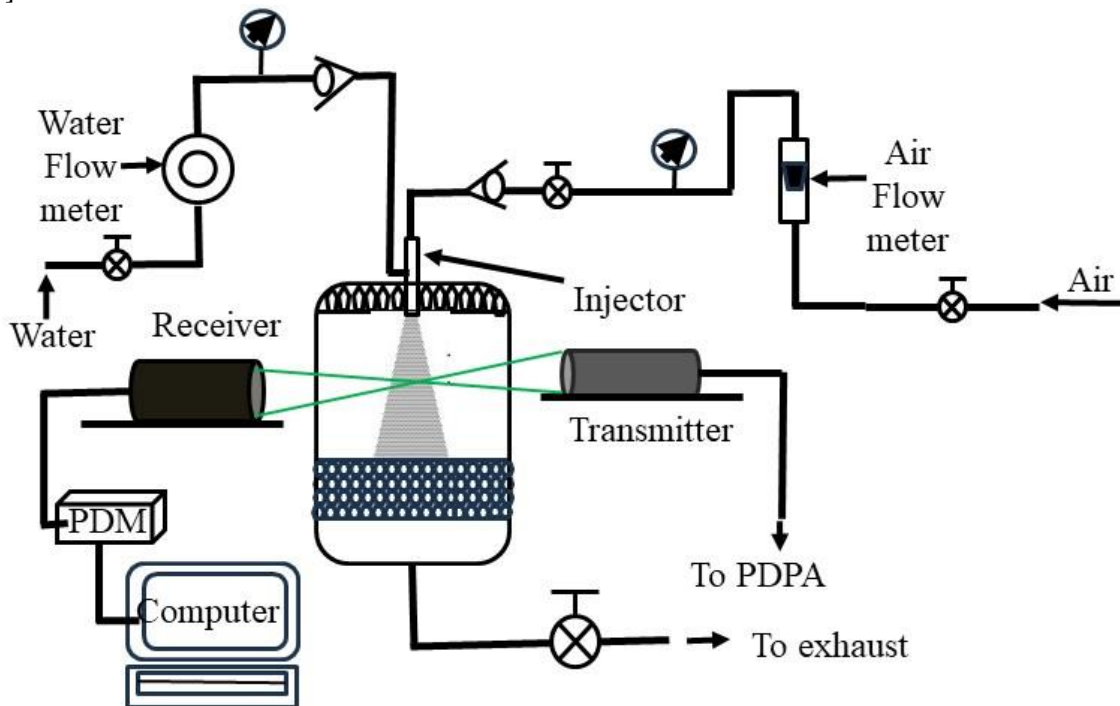 ]
Water
Flow
meter
Air
Flow
meter
Water
Receiver
Injector
Air
Transmitter
PDM
Computer
To PDPA
To exhaust